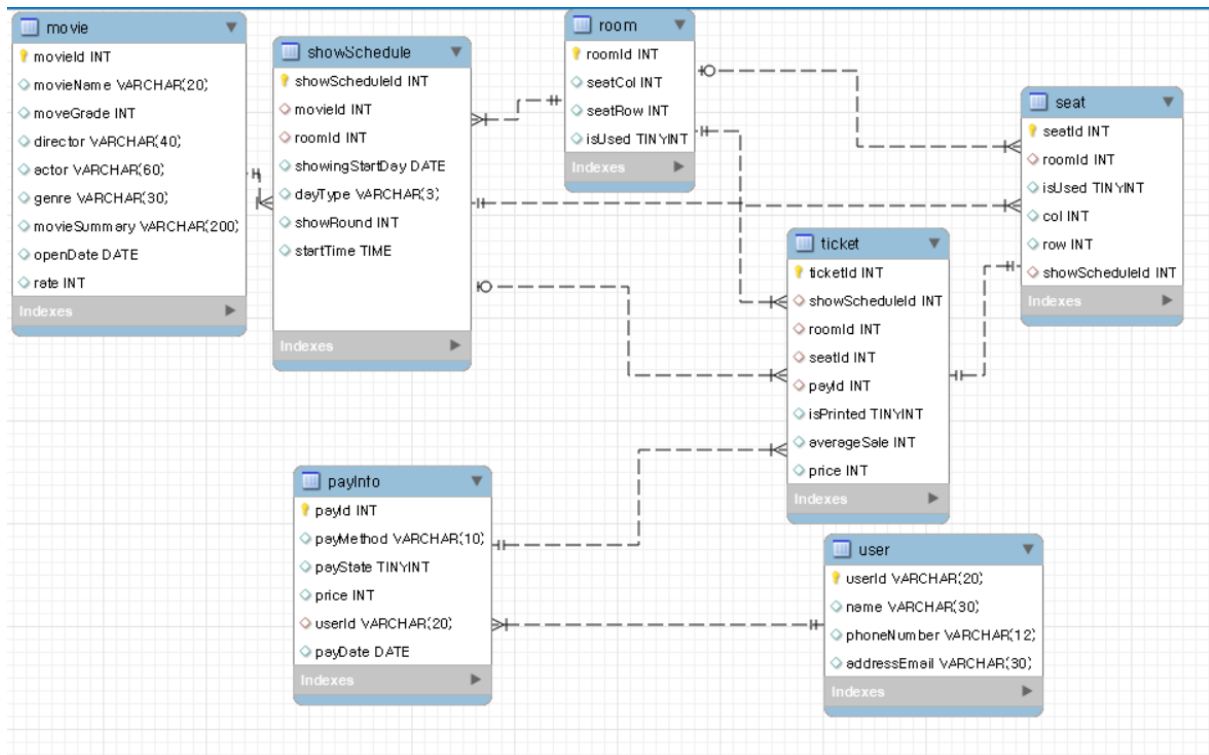 movie
movieId INT
movieName VARCHAR(20)
moveGrade INT
director VARCHAR(40)
actor VARCHAR(60)
genre VARCHAR(30)
movieSummary VARCHAR(200)
openDate DATE
rate INT
Indexes
showSchedule
showScheduleId INT
movieId INT
roomId INT
showingStartDay DATE
dayType VARCHAR(3)
showRound INT
startTime TIME
Indexes
room
roomId INT
seatCol INT
seatRow INT
isUsed TINYINT
Indexes
seat
seatId INT
roomId INT
isUsed TINYINT
col INT
row INT
showScheduleId INT
Indexes
ticket
ticketId INT
showScheduleId INT
roomId INT
seatId INT
payId INT
isPrinted TINYINT
averageSale INT
price INT
Indexes
payInfo
payId INT
payMethod VARCHAR(10)
payState TINYINT
price INT
userId VARCHAR(20)
payDate DATE
Indexes
user
userId VARCHAR(20)
name VARCHAR(30)
phoneNumber VARCHAR(12)
addressEmail VARCHAR(30)
Indexes